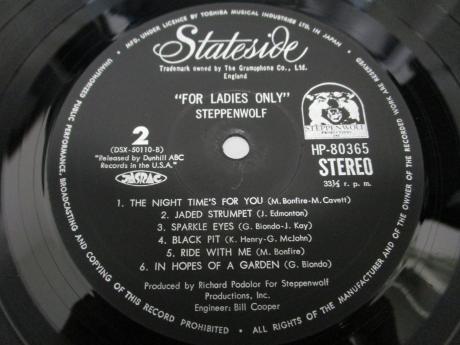 MFD. UNDER LICENCE BY TOSHIBA MUSICAL INDUSTRIES LTD. IN JAPAN •
Stateside
Trademark owned by The Gramophone Co., Ltd.
England
"FOR LADIES ONLY"
STEPPENWOLF
2
(DSX-50110-B)
"Released by Dunhill ABC
Records in the U.S.A."
JASRAC
STEPPENWOLF
PRODUCTIONS
INC.
HP-80365
STEREO
33⅓ r. p. m.
1. THE NIGHT TIME'S FOR YOU (M. Bonfire-M. Cavett)
2. JADED STRUMPET (J. Edmonton)
3. SPARKLE EYES (G. Biondo-J. Kay)
4. BLACK PIT (K. Henry-G. McJohn)
5. RIDE WITH ME (M. Bonfire)
6. IN HOPES OF A GARDEN (G. Biondo)
Produced by Richard Podolor For Steppenwolf
Productions, Inc.
Engineer: Bill Cooper
ALL RIGHTS OF THE MANUFACTURER AND OF THE OWNER OF THE RECORDED WORK ARE RESERVED •
UNAUTHORIZED PUBLIC PERFORMANCE, BROADCASTING AND COPYING OF THIS RECORD PROHIBITED •